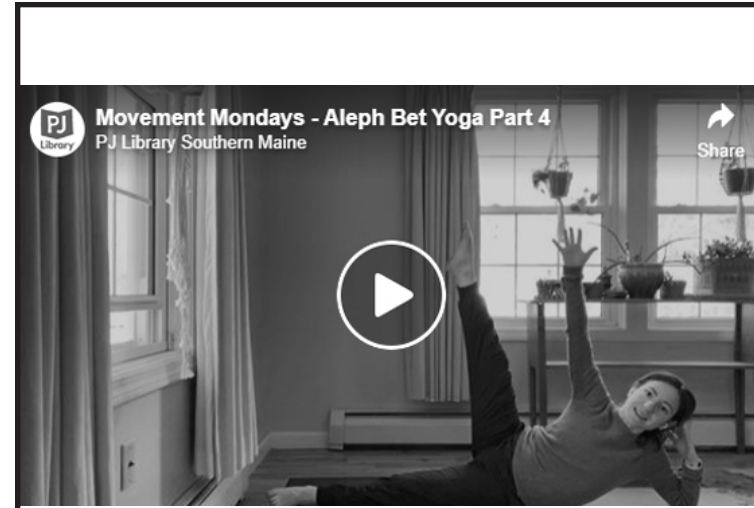 PJ
Library
Movement Mondays - Aleph Bet Yoga Part 4
PJ Library Southern Maine
Share